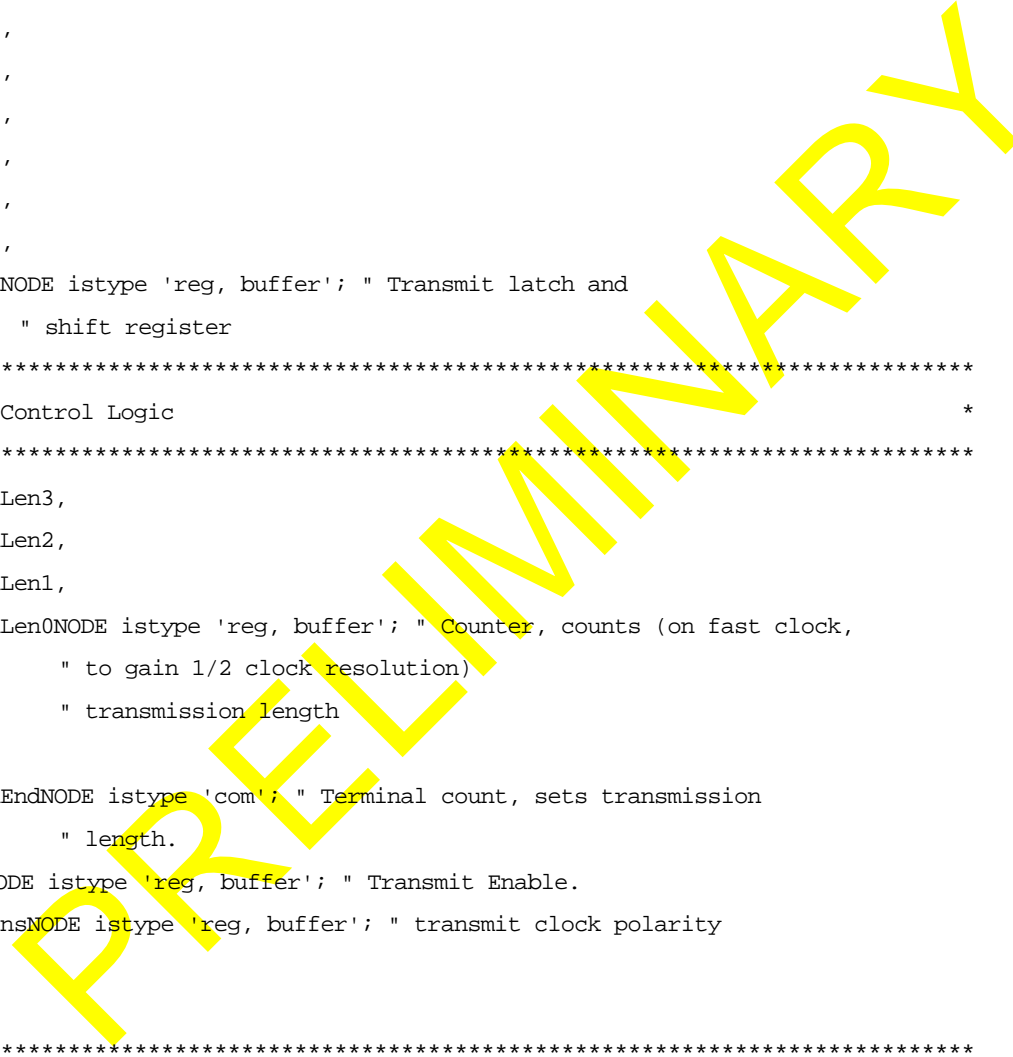 ,
,
,
,
,
,
NODE istype 'reg, buffer'; " Transmit latch and
" shift register
************************************************************************
Control Logic *
************************************************************************
Len3,
Len2,
Len1,
Len0NODE istype 'reg, buffer'; " Counter, counts (on fast clock,
" to gain 1/2 clock resolution)
" transmission length
EndNODE istype 'com'; " Terminal count, sets transmission
" length.
ODE istype 'reg, buffer'; " Transmit Enable.
nsNODE istype 'reg, buffer'; " transmit clock polarity
************************************************************************
PRELIMINARY